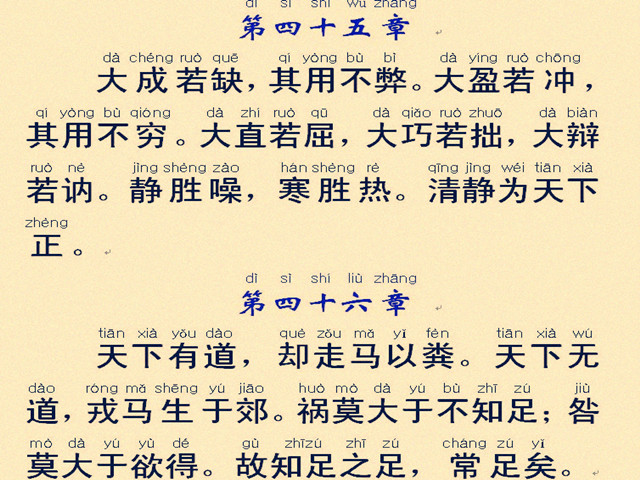 dì sì shí wǔ zhāng
第四十五章
dà chéng ruò quē qí yòng bù bì dà yíng ruò chōng
大成若缺，其用不弊。大盈若冲，
qí yòng bù qióng dà zhí ruò qū dà qiǎo ruò zhuō dà biàn
其用不穷。大直若屈，大巧若拙，大辩
ruò nè jìng shèng zào hán shèng rè qīng jìng wéi tiān xià
若讷。静胜噪，寒胜热。清静为天下
zhèng
正。
dì sì shí liù zhāng
第四十六章
tiān xià yǒu dào què zǒu mǎ yǐ fèn tiān xià wú
天下有道，却走马以粪。天下无
dào róng mǎ shēng yú jiāo huò mò dà yú bù zhī zú jiù
道，戎马生于郊。祸莫大于不知足；咎
mò dà yú yù dé gù zhīzú zhī zú cháng zú yǐ
莫大于欲得。故知足之足，常足矣。